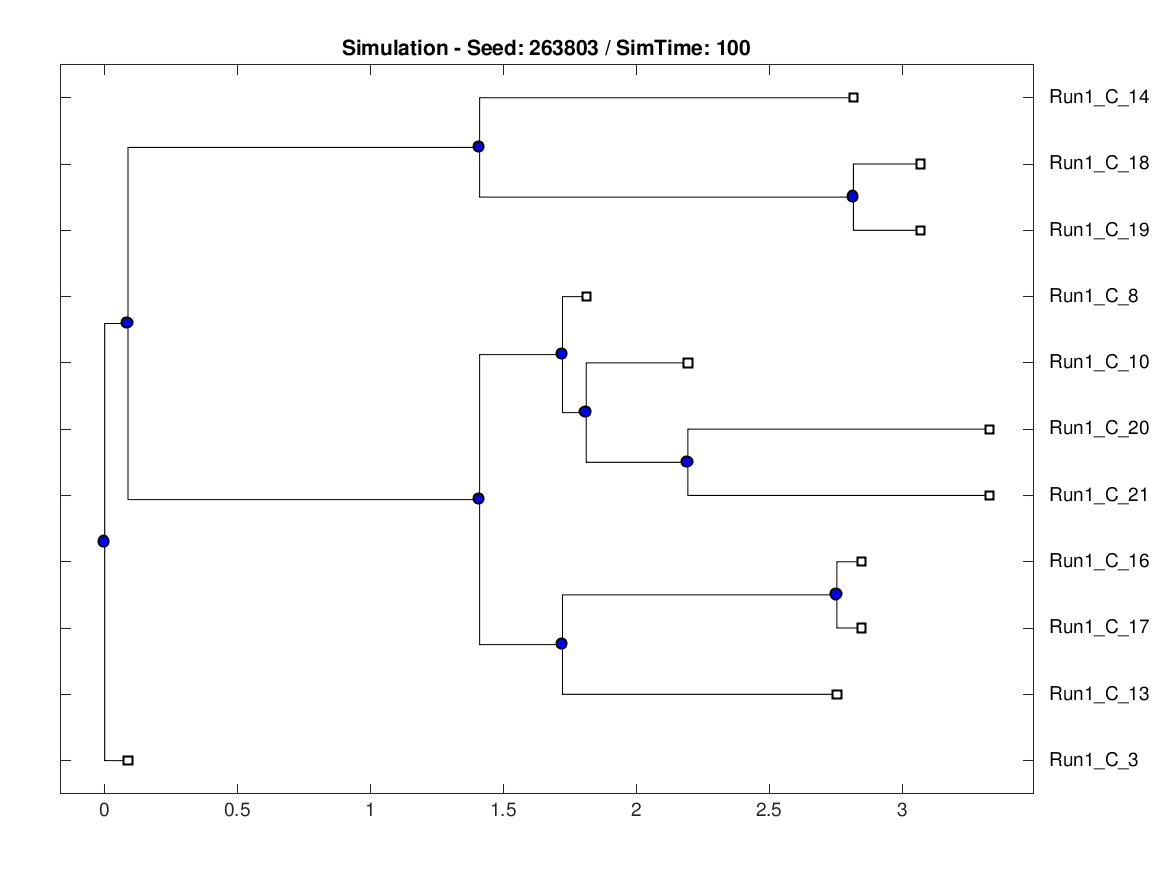 Simulation - Seed: 263803 / SimTime: 100
Run1_C_14
Run1_C_18
Run1_C_19
Run1_C_8
Run1_C_10
Run1_C_20
Run1_C_21
Run1_C_16
Run1_C_17
Run1_C_13
Run1_C_3
0 0.5 1 1.5 2 2.5 3